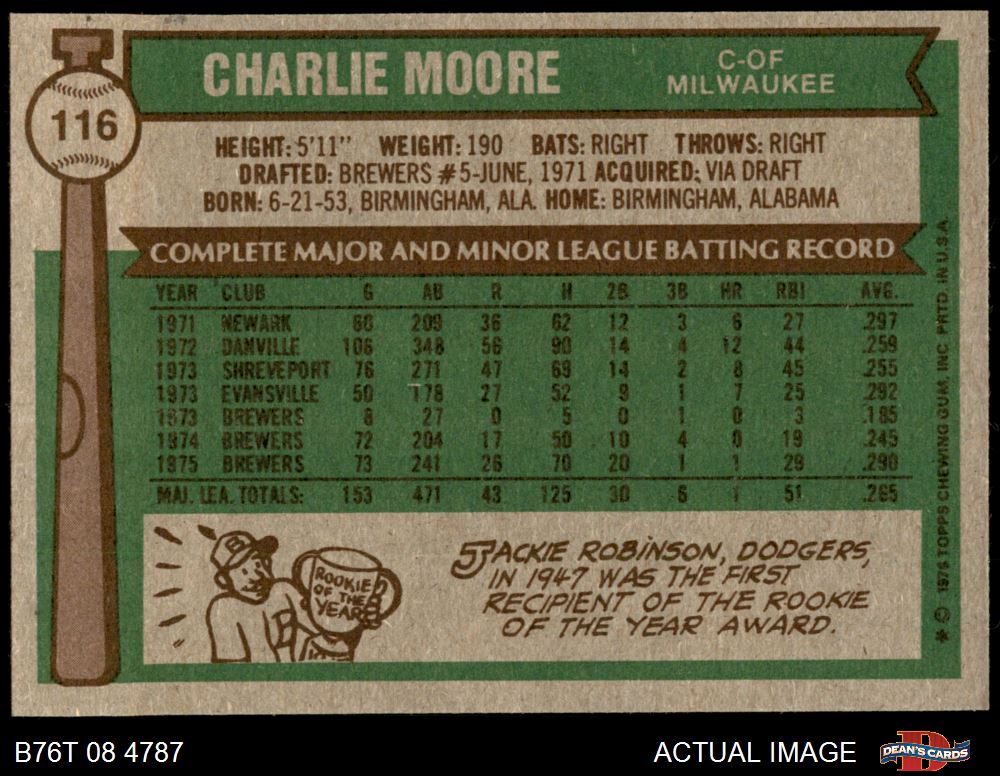 CHARLIE MOORE
C-OF
MILWAUKEE
116
HEIGHT: 5'11" WEIGHT: 190 BATS: RIGHT THROWS: RIGHT
DRAFTED: BREWERS #5-JUNE, 1971 ACQUIRED: VIA DRAFT
BORN: 6-21-53, BIRMINGHAM, ALA. HOME: BIRMINGHAM, ALABAMA
COMPLETE MAJOR AND MINOR LEAGUE BATTING RECORD
YEAR CLUB G AB R H 2B 3B HR RBI AVG.
1971 NEWARK 60 209 36 62 12 3 6 27 .297
1972 DANVILLE 106 348 56 90 14 4 12 44 .259
1973 SHREVEPORT 76 271 47 69 14 2 8 45 .255
1973 EVANSVILLE 50 178 27 52 9 1 7 25 .292
1973 BREWERS 8 27 0 5 0 1 0 3 .185
1974 BREWERS 72 204 17 50 10 4 0 19 .245
1975 BREWERS 73 241 26 70 20 1 1 29 .290
MAJ. LEA. TOTALS: 153 471 43 125 30 6 1 51 .265
ROOKIE
OF THE
YEAR
JACKIE ROBINSON, DODGERS,
IN 1947 WAS THE FIRST
RECIPIENT OF THE ROOKIE
OF THE YEAR AWARD.
* © 1976 TOPPS CHEWING GUM, INC. PRTD. IN U.S.A.
B76T 08 4787
ACTUAL IMAGE
D
DEAN'S CARDS